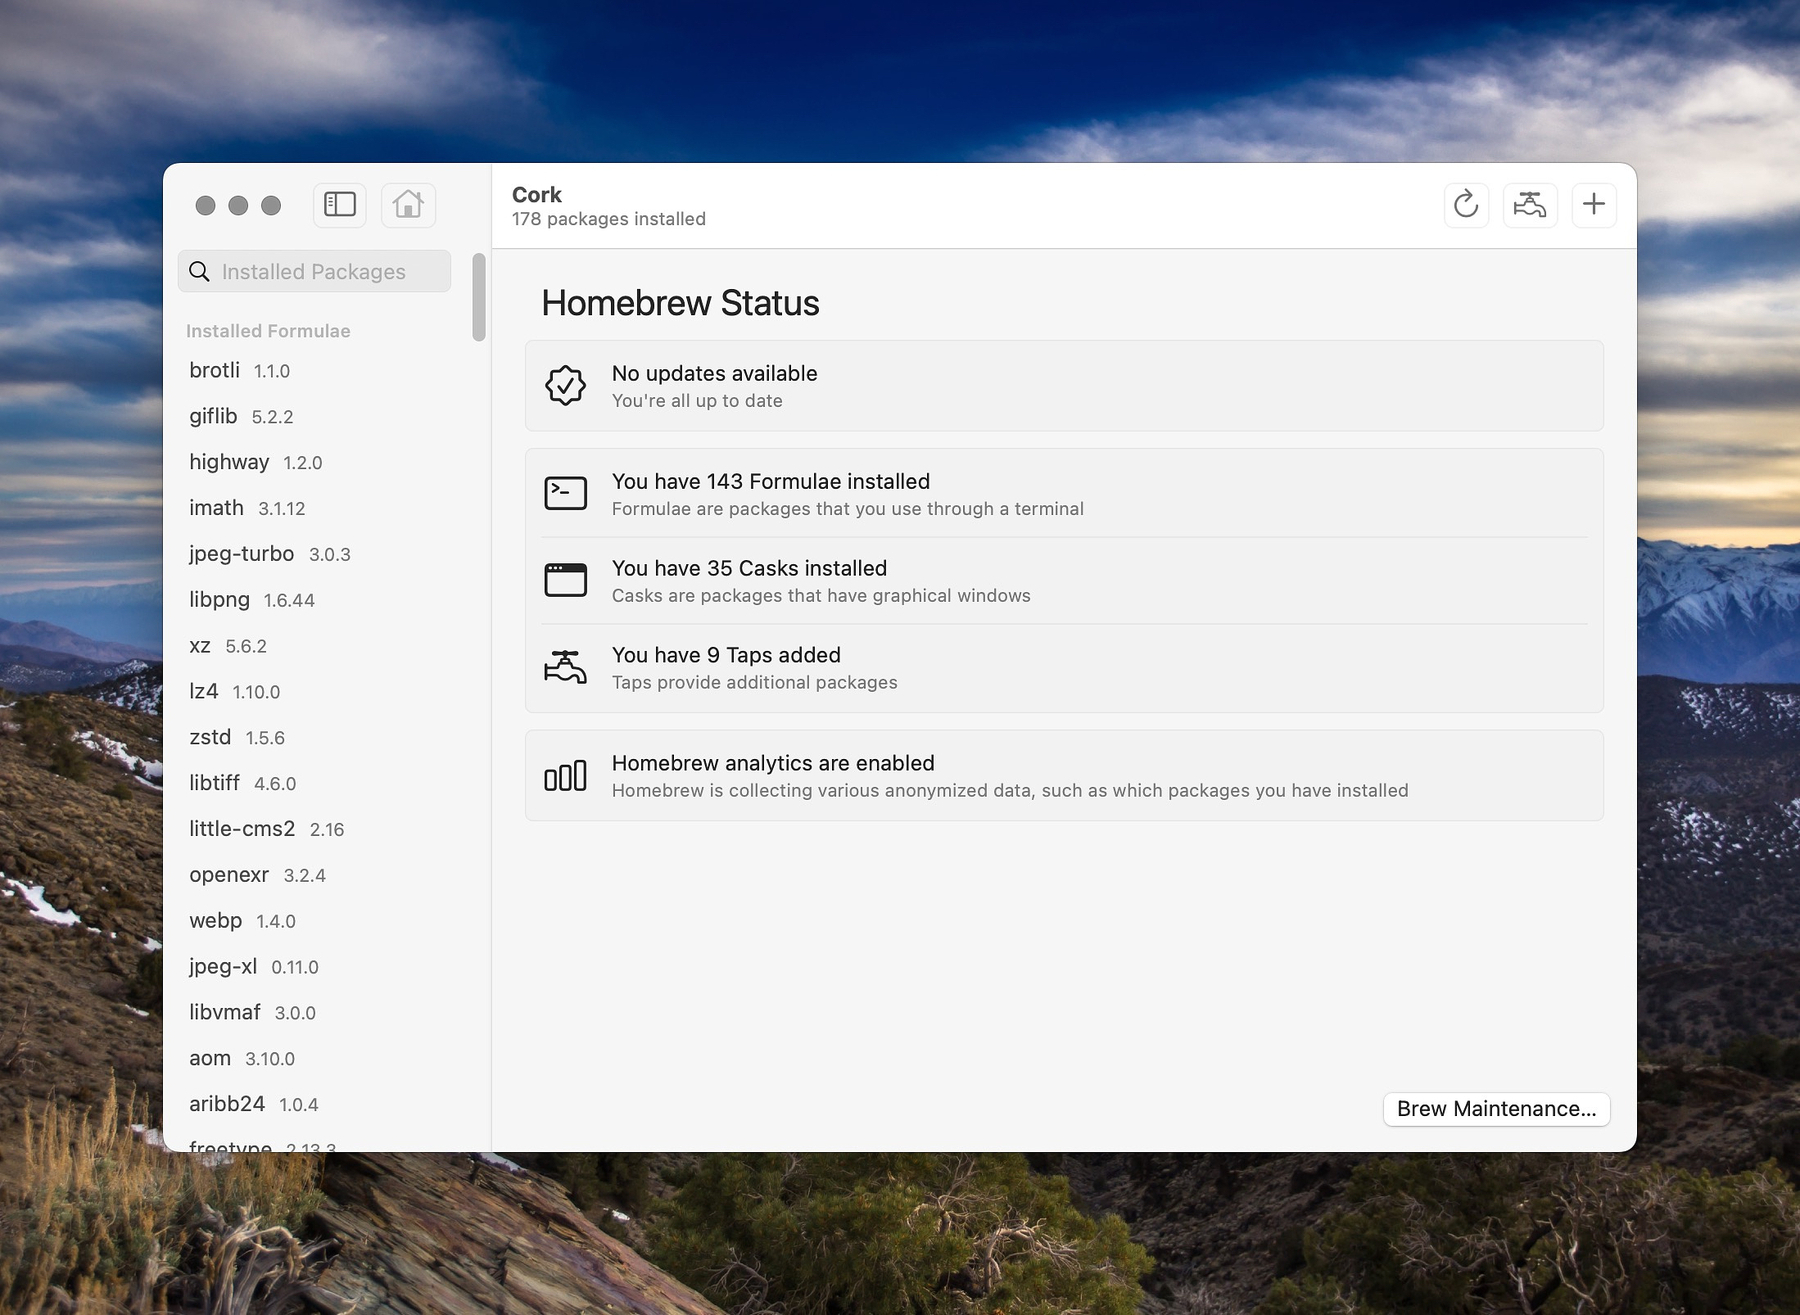 Cork
178 packages installed
Installed Packages
Installed Formulae
brotli 1.1.0
giflib 5.2.2
highway 1.2.0
imath 3.1.12
jpeg-turbo 3.0.3
libpng 1.6.44
xz 5.6.2
lz4 1.10.0
zstd 1.5.6
libtiff 4.6.0
little-cms2 2.16
openexr 3.2.4
webp 1.4.0
jpeg-xl 0.11.0
libvmaf 3.0.0
aom 3.10.0
aribb24 1.0.4
freetype 2.13.3
Homebrew Status
No updates available
You're all up to date
You have 143 Formulae installed
Formulae are packages that you use through a terminal
You have 35 Casks installed
Casks are packages that have graphical windows
You have 9 Taps added
Taps provide additional packages
Homebrew analytics are enabled
Homebrew is collecting various anonymized data, such as which packages you have installed
Brew Maintenance...